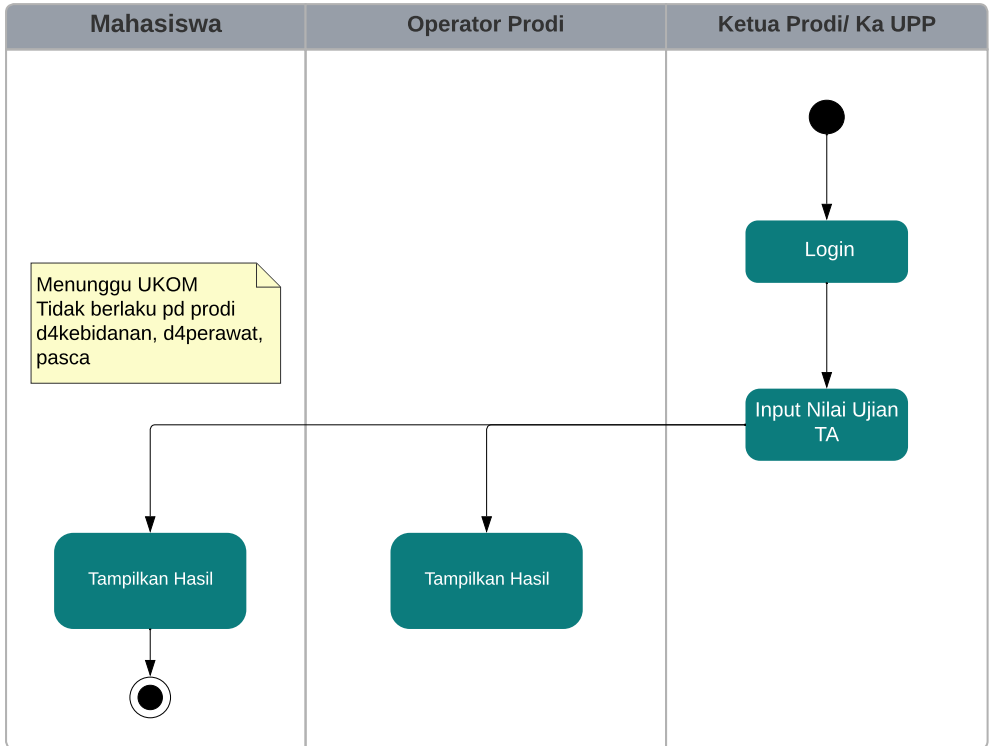 Mahasiswa
Operator Prodi
Ketua Prodi/ Ka UPP
Login
Menunggu UKOM
Tidak berlaku pd prodi
d4kebidanan, d4perawat,
pasca
Input Nilai Ujian
TA
Tampilkan Hasil
Tampilkan Hasil